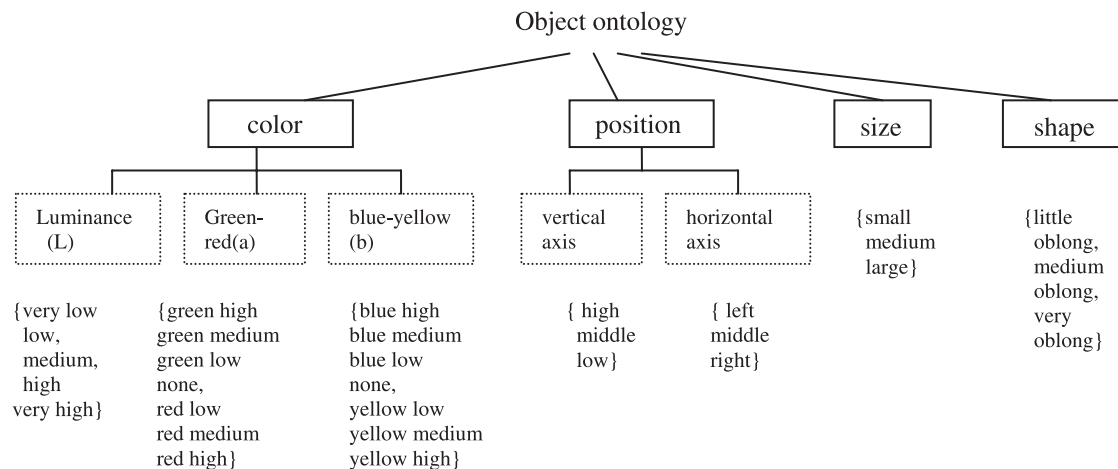 Object ontology
color
position
size
shape
Luminance
(L)
Green-
red(a)
blue-yellow
(b)
vertical
axis
horizontal
axis
{small
medium
large}
{little
oblong,
medium
oblong,
very
oblong}
{very low
low,
medium,
high
very high}
{green high
green medium
green low
none,
red low
red medium
red high}
{blue high
blue medium
blue low
none,
yellow low
yellow medium
yellow high}
{ high
middle
low}
{ left
middle
right}